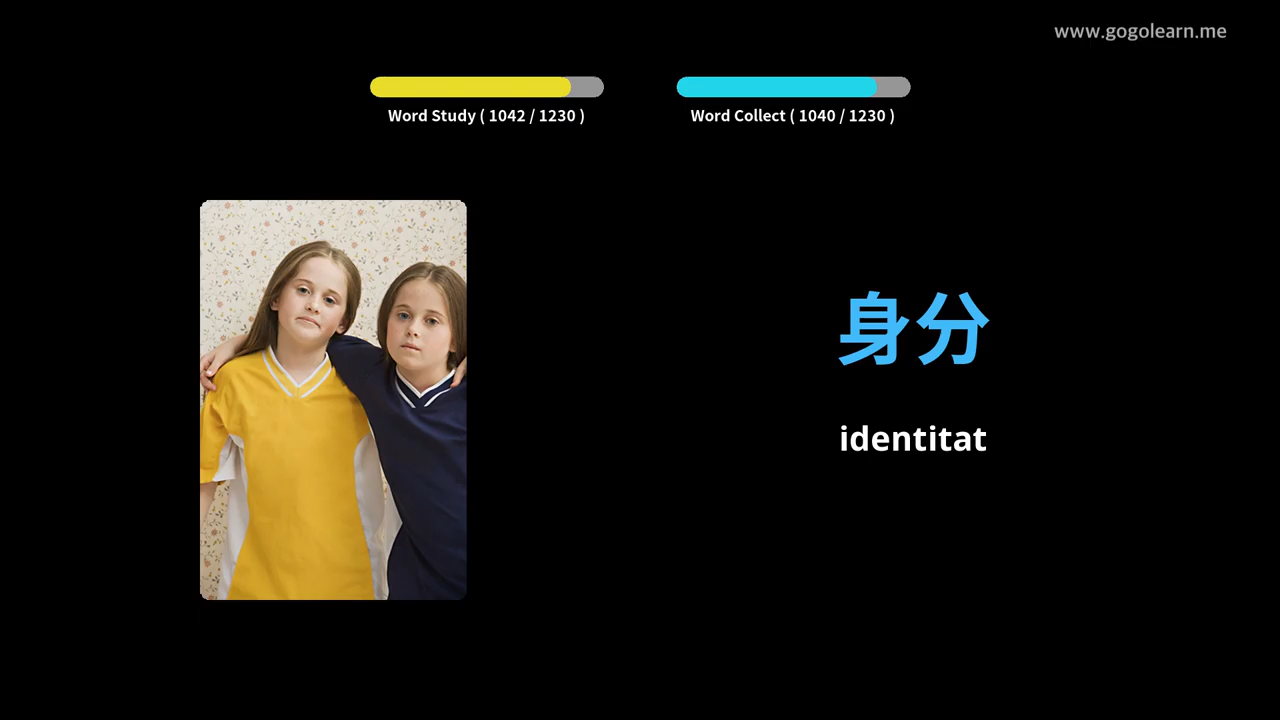 www.gogolearn.me
Word Study ( 1042 / 1230 )
Word Collect ( 1040 / 1230 )
身分
identitat